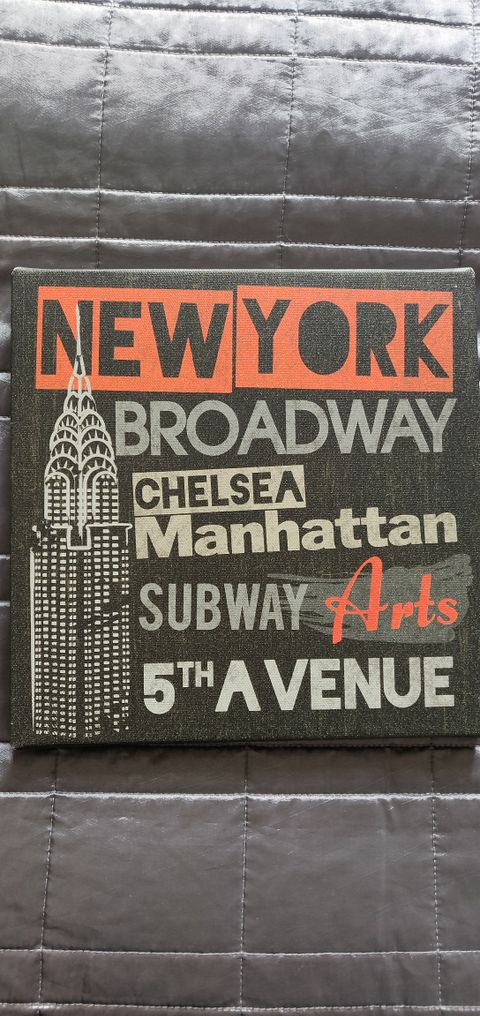 NEW YORK
BROADWAY
CHELSEA
Manhattan
SUBWAY Arts
5TH AVENUE